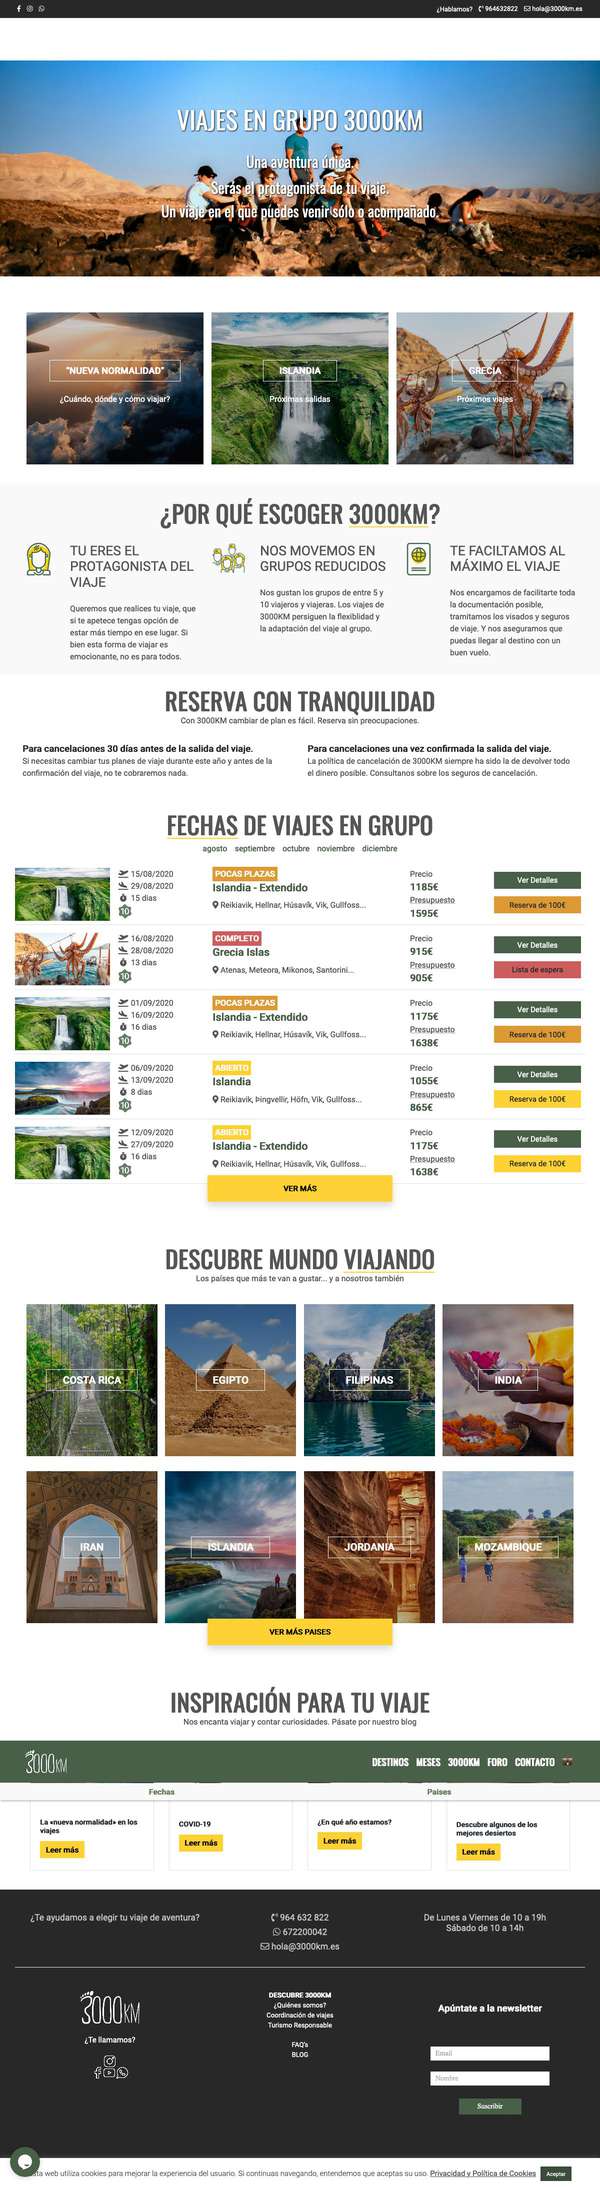 ¿Hablamos? 964632822 hola@3000km.es
VIAJES EN GRUPO 3000KM
Una aventura única.
Serás el protagonista de tu viaje.
Un viaje en el que puedes venir sólo o acompañado.
"NUEVA NORMALIDAD"
¿Cuándo, dónde y cómo viajar?
ISLANDIA
Próximas salidas
GRECIA
Próximos viajes
¿POR QUÉ ESCOGER 3000KM?
TU ERES EL
PROTAGONISTA DEL
VIAJE
Queremos que realices tu viaje, que
si te apetece tengas opción de
estar más tiempo en ese lugar. Si
bien esta forma de viajar es
emocionante, no es para todos.
NOS MOVEMOS EN
GRUPOS REDUCIDOS
Nos gustan los grupos de entre 5 y
10 viajeros y viajeras. Los viajes de
3000KM persiguen la flexiblidad y
la adaptación del viaje al grupo.
TE FACILTAMOS AL
MÁXIMO EL VIAJE
Nos encargamos de facilitarte toda
la documentación posible,
tramitamos los visados y seguros
de viaje. Y nos aseguramos que
puedas llegar al destino con un
buen vuelo.
RESERVA CON TRANQUILIDAD
Con 3000KM cambiar de plan es fácil. Reserva sin preocupaciones.
Para cancelaciones 30 días antes de la salida del viaje.
Si necesitas cambiar tus planes de viaje durante este año y antes de la
confirmación del viaje, no te cobraremos nada.
Para cancelaciones una vez confirmada la salida del viaje.
La política de cancelación de 3000KM siempre ha sido la de devolver todo
el dinero posible. Consultanos sobre los seguros de cancelación.
FECHAS DE VIAJES EN GRUPO
agosto septiembre octubre noviembre diciembre
15/08/2020
29/08/2020
15 dias
10
POCAS PLAZAS
Islandia - Extendido
Reikiavik, Hellnar, Húsavík, Vik, Gullfoss...
Precio
1185€
Presupuesto
1595€
Ver Detalles
Reserva de 100€
16/08/2020
28/08/2020
13 dias
10
COMPLETO
Grecia Islas
Atenas, Meteora, Mikonos, Santorini...
Precio
915€
Presupuesto
905€
Ver Detalles
Lista de espera
01/09/2020
16/09/2020
16 dias
10
POCAS PLAZAS
Islandia - Extendido
Reikiavik, Hellnar, Húsavík, Vik, Gullfoss...
Precio
1175€
Presupuesto
1638€
Ver Detalles
Reserva de 100€
06/09/2020
13/09/2020
8 dias
10
ABIERTO
Islandia
Reikiavik, Þingvellir, Höfn, Vik, Gullfoss...
Precio
1055€
Presupuesto
865€
Ver Detalles
Reserva de 100€
12/09/2020
27/09/2020
16 dias
10
ABIERTO
Islandia - Extendido
Reikiavik, Hellnar, Húsavík, Vik, Gullfoss...
Precio
1175€
Presupuesto
1638€
Ver Detalles
Reserva de 100€
VER MÁS
DESCUBRE MUNDO VIAJANDO
Los países que más te van a gustar... y a nosotros también
COSTA RICA
EGIPTO
FILIPINAS
INDIA
IRAN
ISLANDIA
JORDANIA
MOZAMBIQUE
VER MÁS PAISES
INSPIRACIÓN PARA TU VIAJE
Nos encanta viajar y contar curiosidades. Pásate por nuestro blog
3000KM
DESTINOS MESES 3000KM FORO CONTACTO
Fechas Paises
La «nueva normalidad» en los
viajes
Leer más
COVID-19
Leer más
¿En qué año estamos?
Leer más
Descubre algunos de los
mejores desiertos
Leer más
¿Te ayudamos a elegir tu viaje de aventura?
964 632 822
672200042
hola@3000km.es
De Lunes a Viernes de 10 a 19h
Sábado de 10 a 14h
3000KM
¿Te llamamos?
DESCUBRE 3000KM
¿Quiénes somos?
Coordinación de viajes
Turismo Responsable
FAQ's
BLOG
Apúntate a la newsletter
Email
Nombre
Suscribir
sta web utiliza cookies para mejorar la experiencia del usuario. Si continuas navegando, entendemos que aceptas su uso. Privacidad y Política de Cookies Aceptar